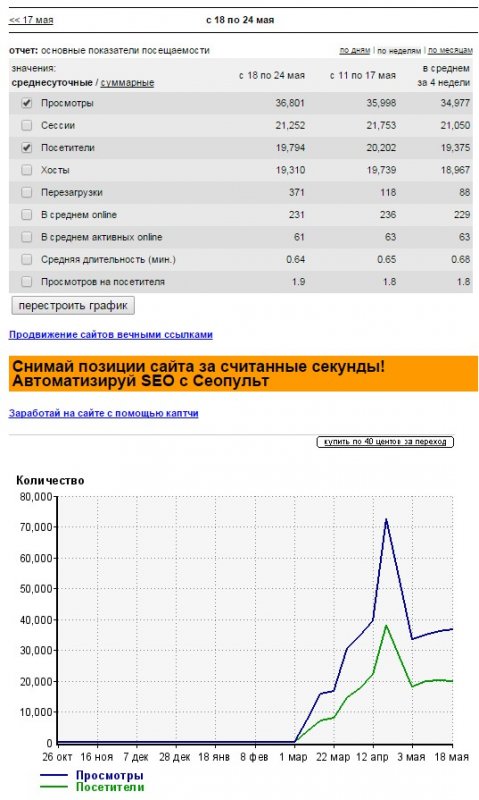 << 17 мая с 18 по 24 мая
отчет: основные показатели посещаемости по дням | по неделям | по месяцам
значения: в среднем
среднесуточные / суммарные с 18 по 24 мая с 11 по 17 мая за 4 недели
Просмотры 36,801 35,998 34,977
Сессии 21,252 21,753 21,050
Посетители 19,794 20,202 19,375
Хосты 19,310 19,739 18,967
Перезагрузки 371 118 88
В среднем online 231 236 229
В среднем активных online 61 63 63
Средняя длительность (мин.) 0.64 0.65 0.68
Просмотров на посетителя 1.9 1.8 1.8
перестроить график
Продвижение сайтов вечными ссылками
Снимай позиции сайта за считанные секунды!
Автоматизируй SEO с Сеопульт
Заработай на сайте с помощью каптчи
купить по 40 центов за переход
Количество
80,000
70,000
60,000
50,000
40,000
30,000
20,000
10,000
0
26 окт 16 ноя 7 дек 28 дек 18 янв 8 фев 1 мар 22 мар 12 апр 3 мая 18 мая
Просмотры
Посетители